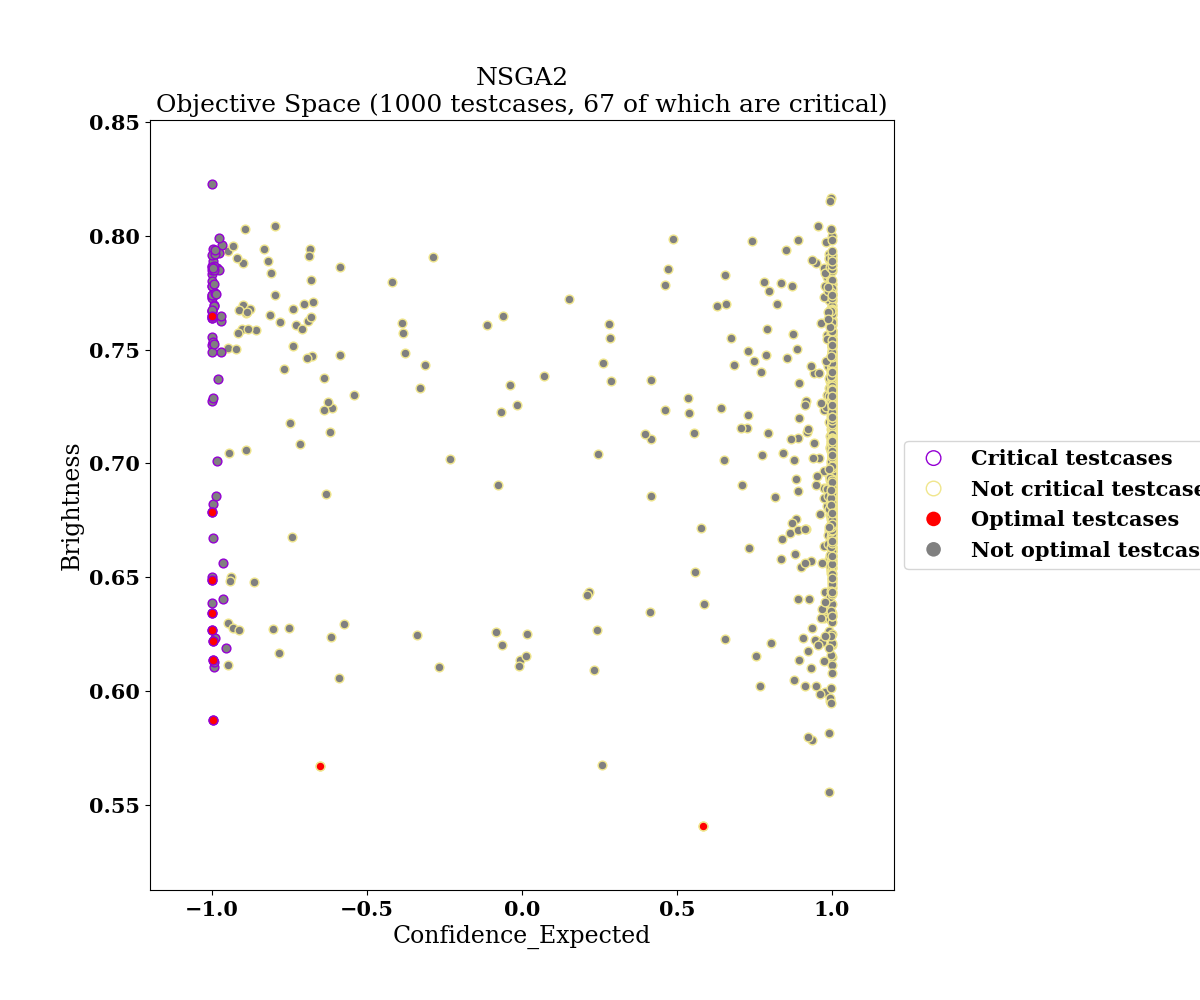 NSGA2
Objective Space (1000 testcases, 67 of which are critical)
0.85
0.80
0.75
0.70
0.65
0.60
0.55
Brightness
−1.0 −0.5 0.0 0.5 1.0
Confidence_Expected
Critical testcases
Not critical testcase
Optimal testcases
Not optimal testcas